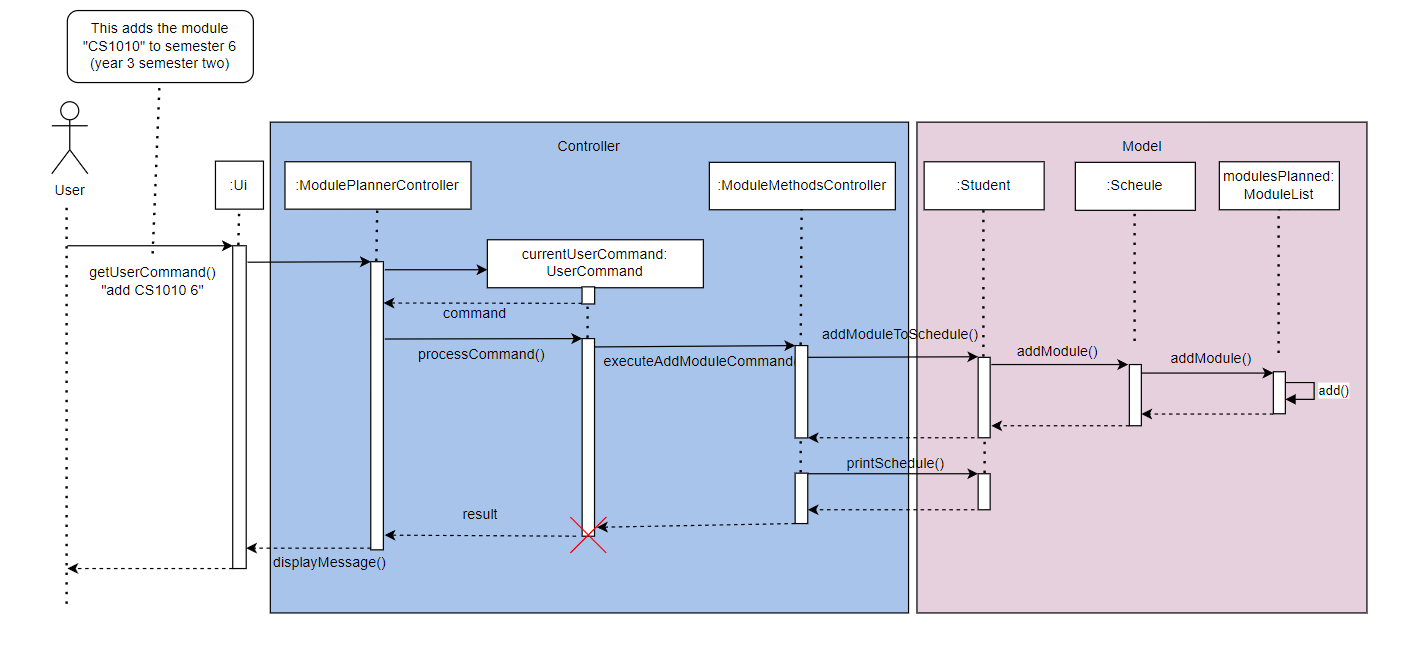 This adds the module
"CS1010" to semester 6
(year 3 semester two)
User
:Ui
Controller
:ModulePlannerController
:ModuleMethodsController
Model
:Student
:Scheule
modulesPlanned:
ModuleList
getUserCommand()
"add CS1010 6"
currentUserCommand:
UserCommand
command
processCommand()
executeAddModuleCommand(
addModuleToSchedule()
addModule()
addModule()
add()
printSchedule()
result
displayMessage()